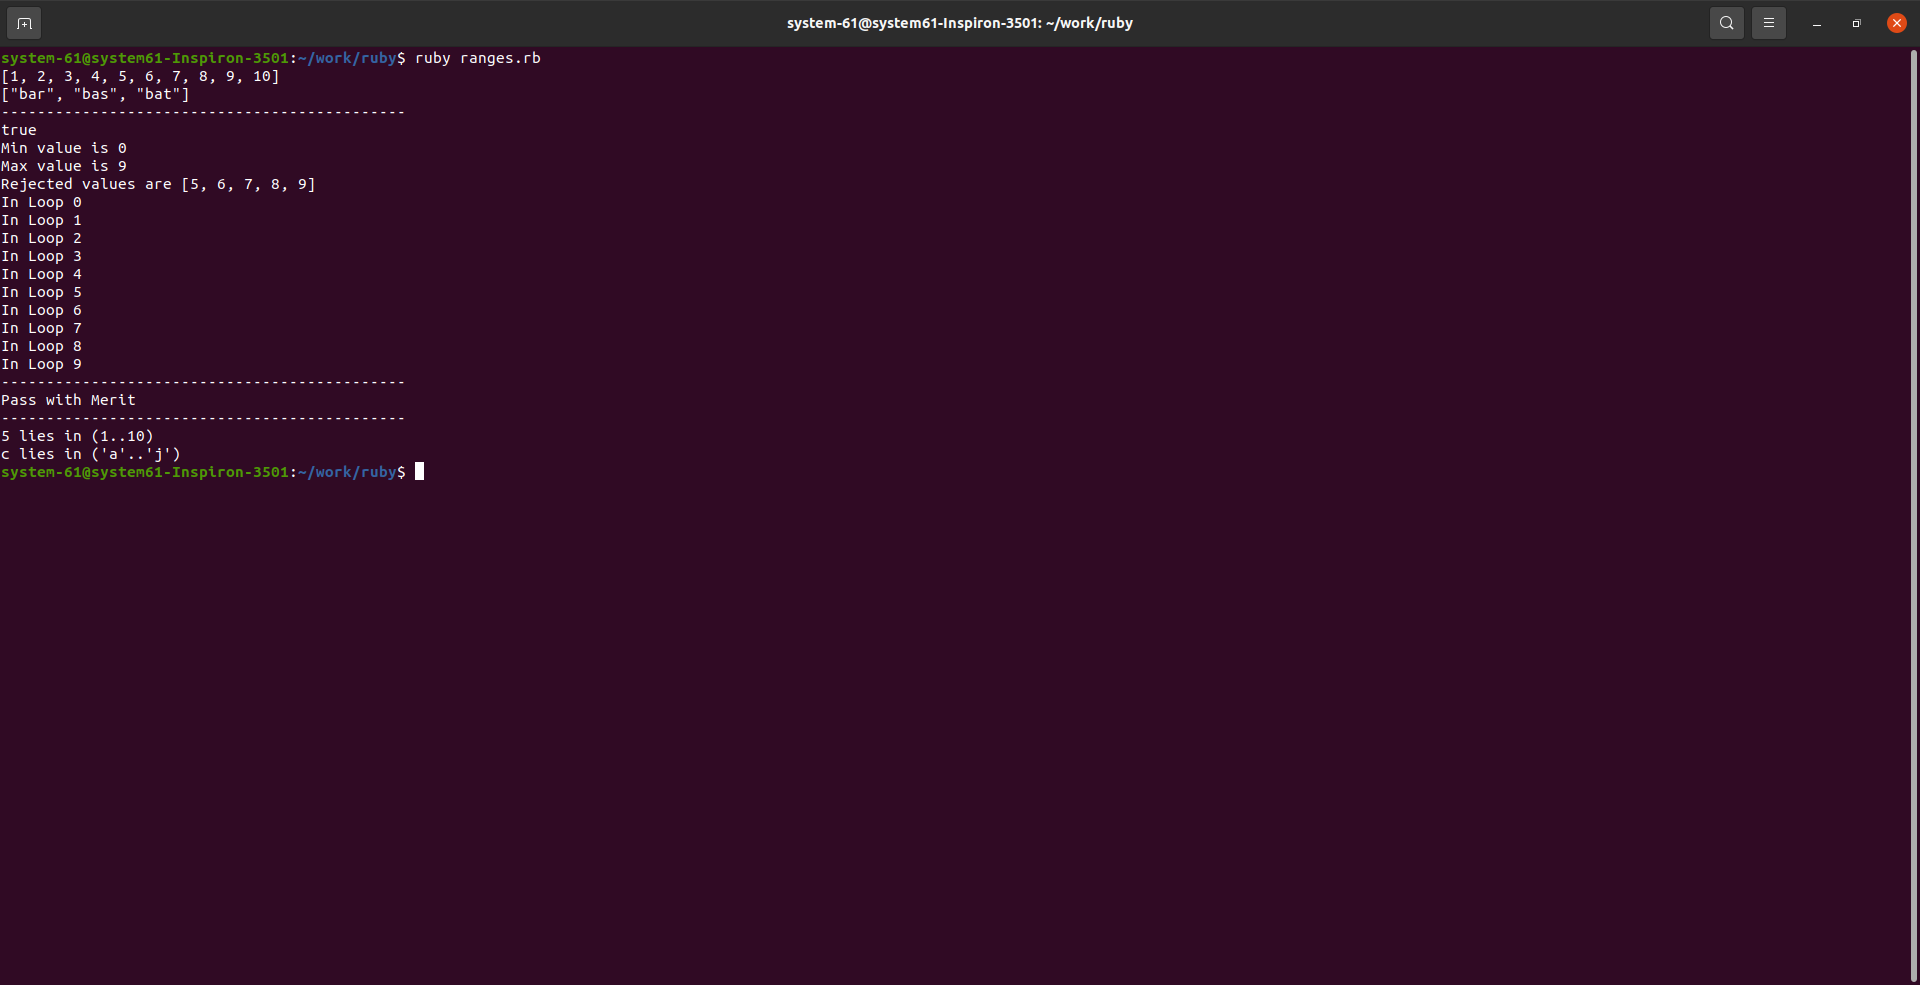 system-61@system61-Inspiron-3501: ~/work/ruby
system-61@system61-Inspiron-3501:~/work/ruby$ ruby ranges.rb
[1, 2, 3, 4, 5, 6, 7, 8, 9, 10]
["bar", "bas", "bat"]
---------------------------------------------
true
Min value is 0
Max value is 9
Rejected values are [5, 6, 7, 8, 9]
In Loop 0
In Loop 1
In Loop 2
In Loop 3
In Loop 4
In Loop 5
In Loop 6
In Loop 7
In Loop 8
In Loop 9
---------------------------------------------
Pass with Merit
---------------------------------------------
5 lies in (1..10)
c lies in ('a'..'j')
system-61@system61-Inspiron-3501:~/work/ruby$